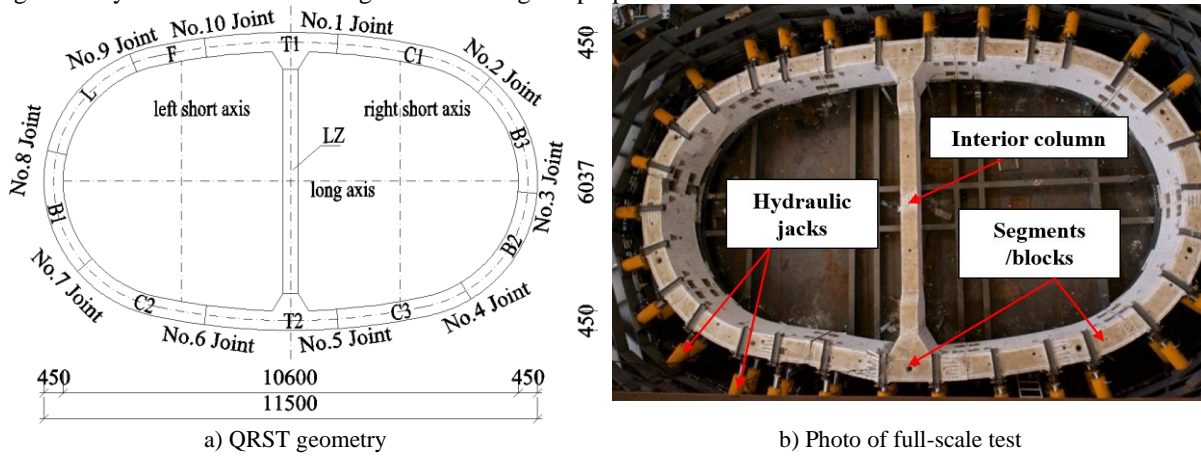 No.10 Joint
No.1 Joint
No.9 Joint
F
T1
C1
No.2 Joint
L
left short axis
right short axis
B3
LZ
No.8 Joint
long axis
No.3 Joint
B1
B2
No.7 Joint
C2
No.6 Joint
T2
No.5 Joint
C3
No.4 Joint
450
6037
450
450
10600
450
11500
Interior column
Hydraulic
jacks
Segments
/blocks
a) QRST geometry
b) Photo of full-scale test